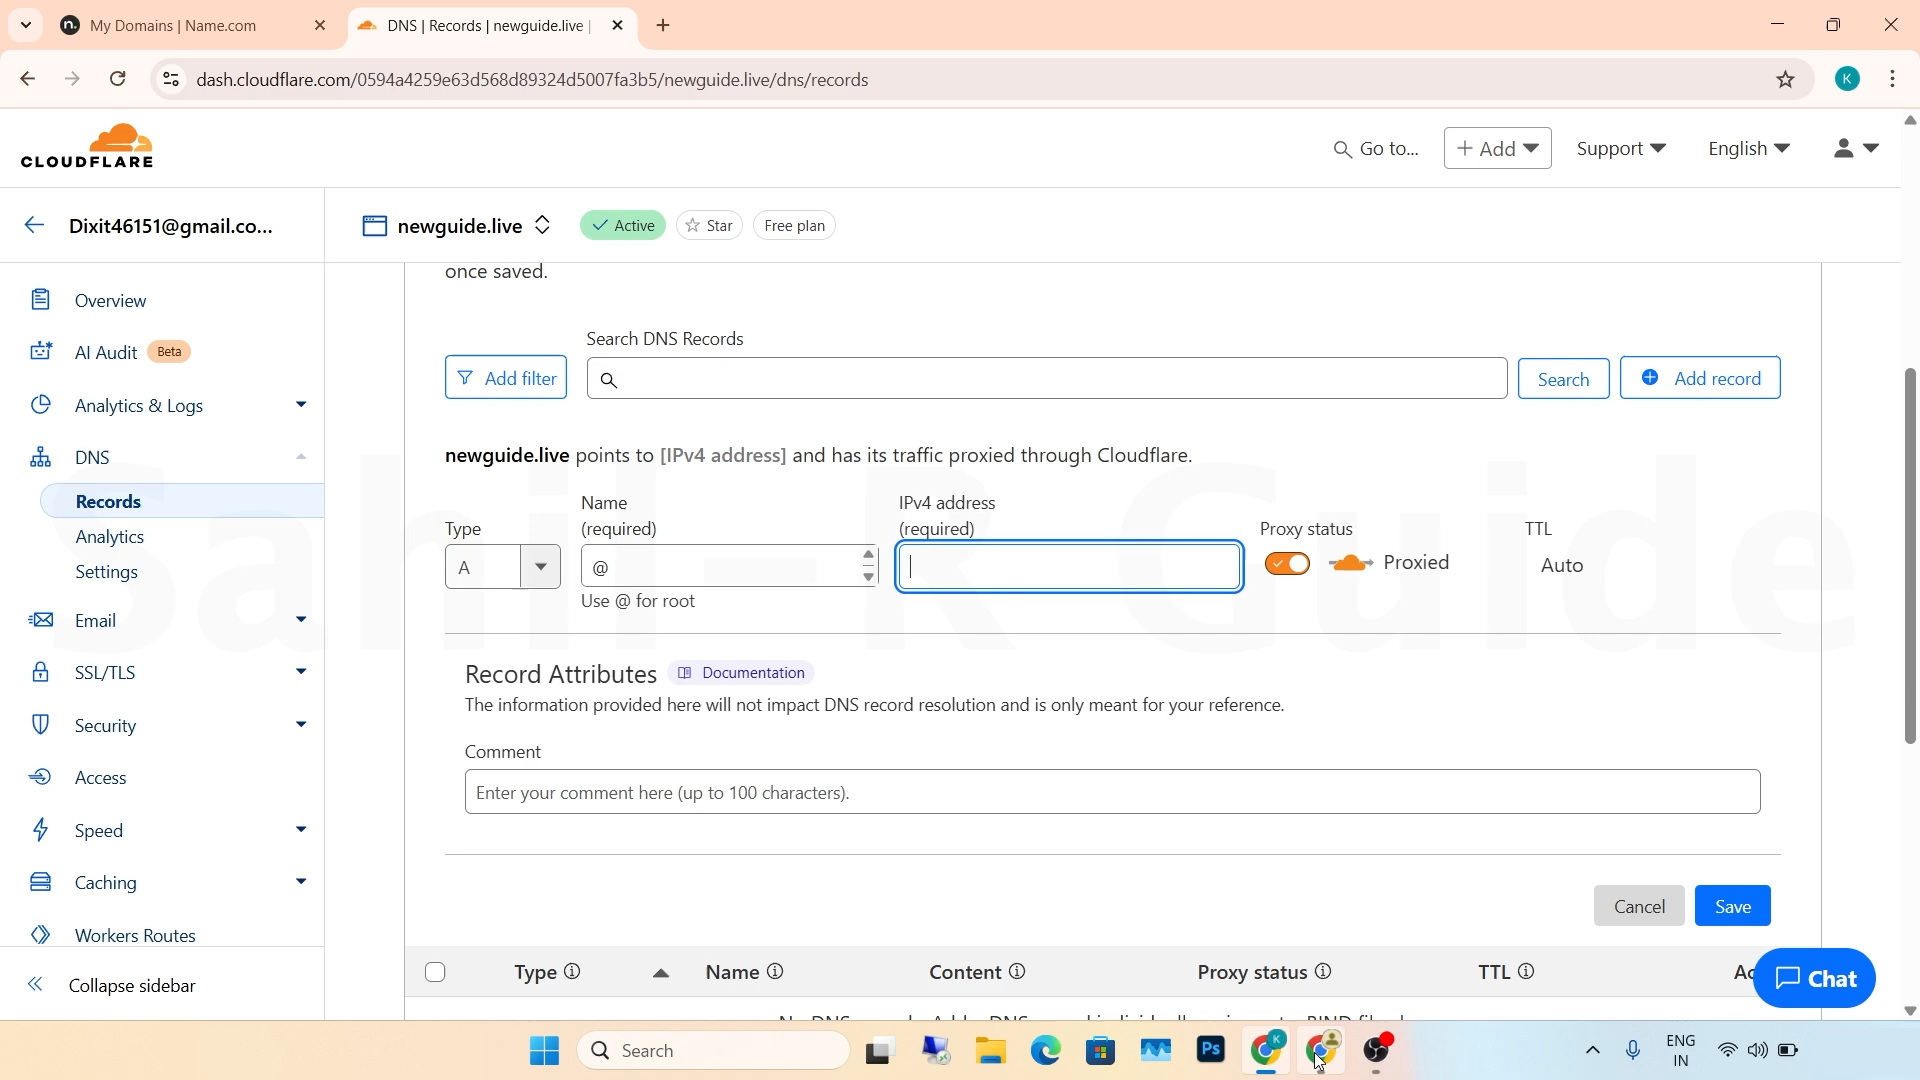 My Domains | Name.com
DNS | Records | newguide.live |
dash.cloudflare.com/0594a4259e63d568d89324d5007fa3b5/newguide.live/dns/records
K
CLOUDFLARE
Go to...
+ Add
Support
English
Dixit46151@gmail.co...
newguide.live
Active
Star
Free plan
Overview
AI Audit Beta
Analytics & Logs
DNS
Records
Analytics
Settings
Email
SSL/TLS
Security
Access
Speed
Caching
Workers Routes
Collapse sidebar
once saved.
Search DNS Records
Add filter
Search
Add record
newguide.live points to [IPv4 address] and has its traffic proxied through Cloudflare.
Type
A
Name
(required)
@
Use @ for root
IPv4 address
(required)
Proxy status
Proxied
TTL
Auto
Record Attributes Documentation
The information provided here will not impact DNS record resolution and is only meant for your reference.
Comment
Enter your comment here (up to 100 characters).
Cancel
Save
Type Name Content Proxy status TTL
Chat
Sahil - R Guide
Search
Ps
K
ENG
IN